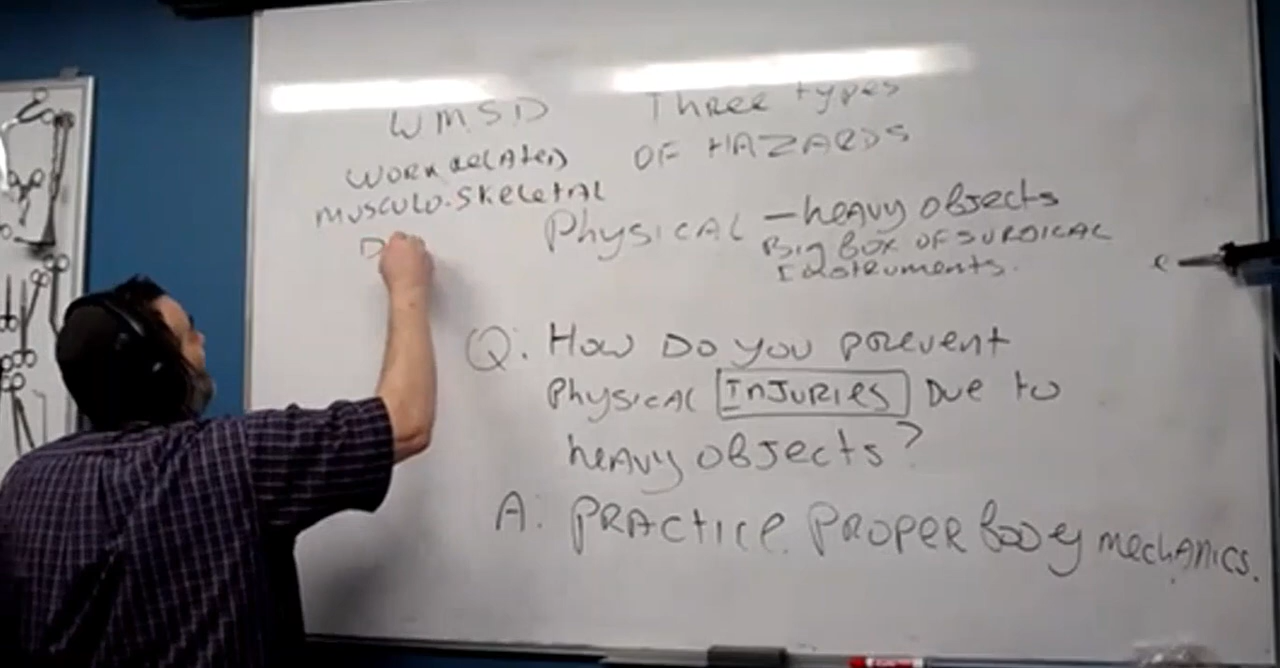 WMSD
WORK RELATED
MUSCULO-SKELETAL
D
THREE TYPES
OF HAZARDS
PHYSICAL - HEAVY OBJECTS
BIG BOX OF SURGICAL
INSTRUMENTS.
Q: HOW DO YOU PREVENT
PHYSICAL INJURIES DUE TO
HEAVY OBJECTS?
A: PRACTICE PROPER BODY MECHANICS.